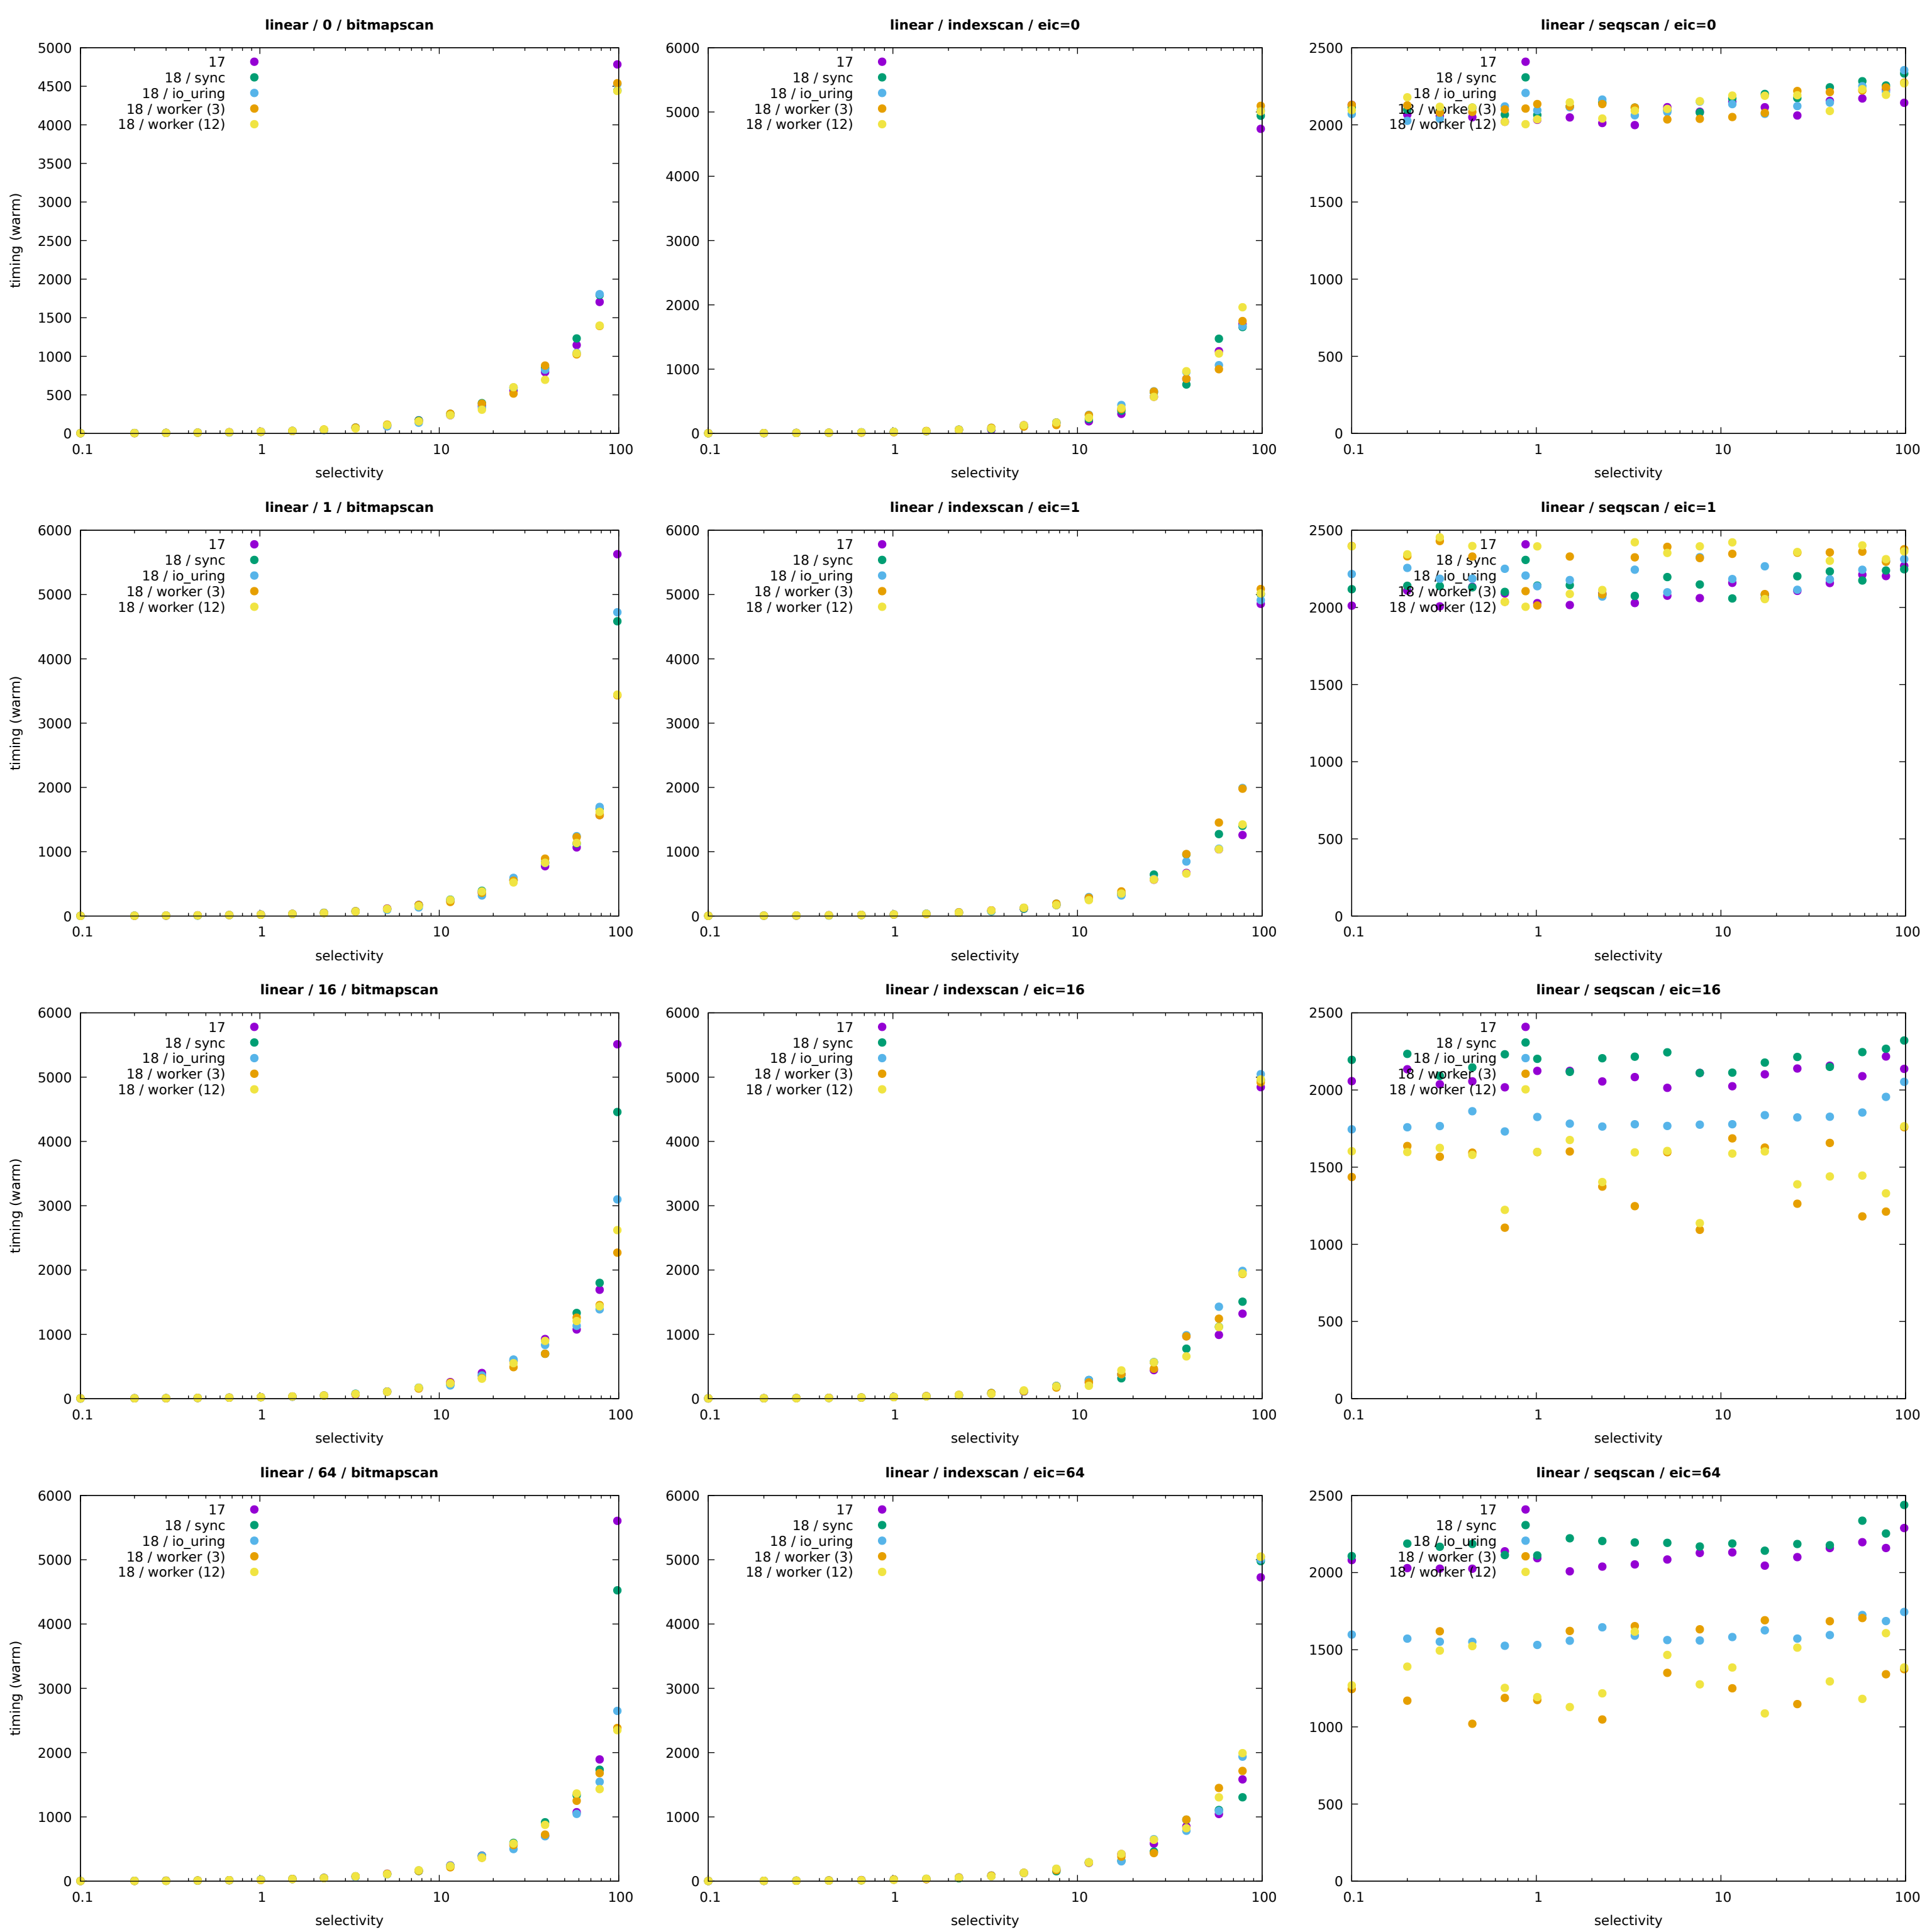 linear / 0 / bitmapscan
5000
4500
4000
3500
3000
2500
2000
1500
1000
500
0
timing (warm)
17
18 / sync
18 / io_uring
18 / worker (3)
18 / worker (12)
0.1 1 10 100
selectivity
linear / indexscan / eic=0
6000
5000
4000
3000
2000
1000
0
17
18 / sync
18 / io_uring
18 / worker (3)
18 / worker (12)
0.1 1 10 100
selectivity
linear / seqscan / eic=0
2500
2000
1500
1000
500
0
17
18 / sync
18 / io_uring
18 / worker (3)
18 / worker (12)
0.1 1 10 100
selectivity
linear / 1 / bitmapscan
6000
5000
4000
3000
2000
1000
0
timing (warm)
17
18 / sync
18 / io_uring
18 / worker (3)
18 / worker (12)
0.1 1 10 100
selectivity
linear / indexscan / eic=1
6000
5000
4000
3000
2000
1000
0
17
18 / sync
18 / io_uring
18 / worker (3)
18 / worker (12)
0.1 1 10 100
selectivity
linear / seqscan / eic=1
2500
2000
1500
1000
500
0
17
18 / sync
18 / io_uring
18 / worker (3)
18 / worker (12)
0.1 1 10 100
selectivity
linear / 16 / bitmapscan
6000
5000
4000
3000
2000
1000
0
timing (warm)
17
18 / sync
18 / io_uring
18 / worker (3)
18 / worker (12)
0.1 1 10 100
selectivity
linear / indexscan / eic=16
6000
5000
4000
3000
2000
1000
0
17
18 / sync
18 / io_uring
18 / worker (3)
18 / worker (12)
0.1 1 10 100
selectivity
linear / seqscan / eic=16
2500
2000
1500
1000
500
0
17
18 / sync
18 / io_uring
18 / worker (3)
18 / worker (12)
0.1 1 10 100
selectivity
linear / 64 / bitmapscan
6000
5000
4000
3000
2000
1000
0
timing (warm)
17
18 / sync
18 / io_uring
18 / worker (3)
18 / worker (12)
0.1 1 10 100
selectivity
linear / indexscan / eic=64
6000
5000
4000
3000
2000
1000
0
17
18 / sync
18 / io_uring
18 / worker (3)
18 / worker (12)
0.1 1 10 100
selectivity
linear / seqscan / eic=64
2500
2000
1500
1000
500
0
17
18 / sync
18 / io_uring
18 / worker (3)
18 / worker (12)
0.1 1 10 100
selectivity